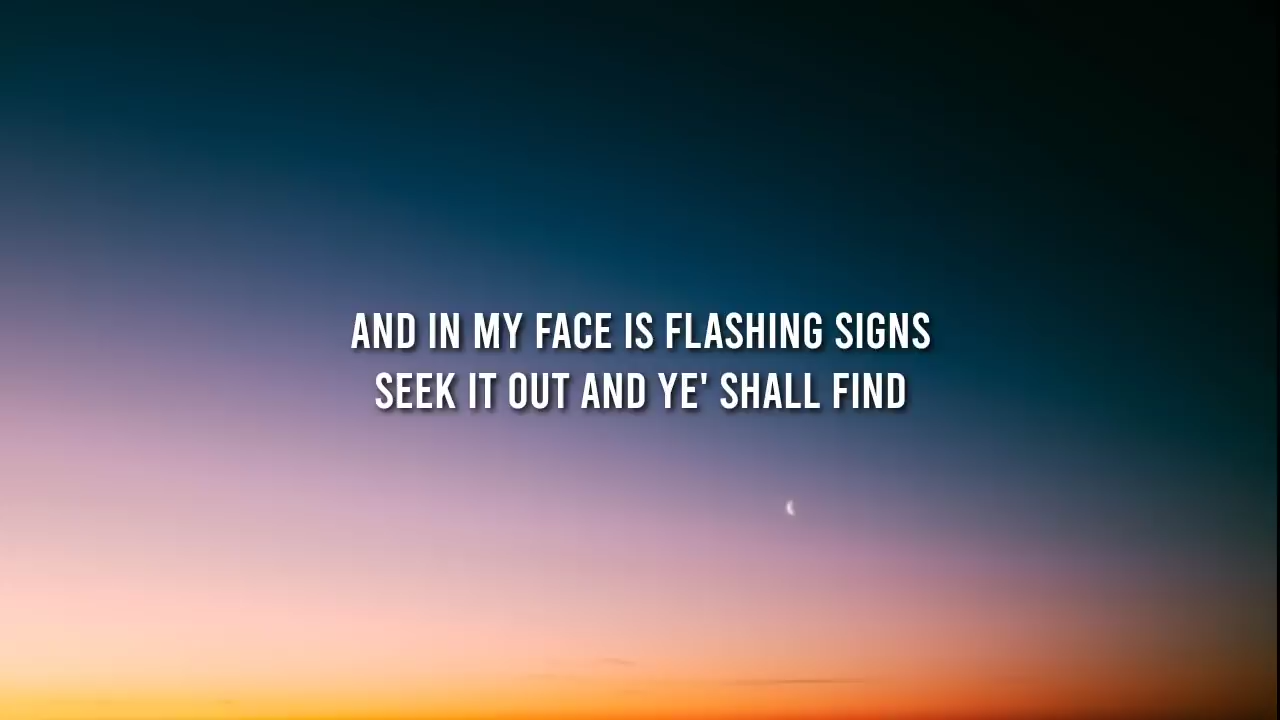 AND IN MY FACE IS FLASHING SIGNS
SEEK IT OUT AND YE' SHALL FIND